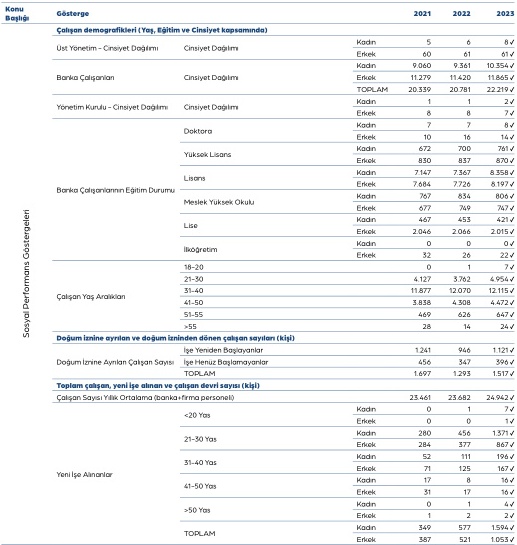 Konu Başlığı Gösterge 2021 2022 2023
Çalışan demografikleri (Yaş, Eğitim ve Cinsiyet kapsamında)
Sosyal Performans Göstergeleri
Üst Yönetim - Cinsiyet Dağılımı Cinsiyet Dağılımı Kadın 5 6 8✓
Erkek 60 61 61✓
Banka Çalışanları Cinsiyet Dağılımı Kadın 9.060 9.361 10.354✓
Erkek 11.279 11.420 11.865✓
TOPLAM 20.339 20.781 22.219✓
Yönetim Kurulu - Cinsiyet Dağılımı Cinsiyet Dağılımı Kadın 1 1 2✓
Erkek 8 8 7✓
Banka Çalışanlarının Eğitim Durumu Doktora Kadın 7 7 8✓
Erkek 10 16 14✓
Yüksek Lisans Kadın 672 700 761✓
Erkek 830 837 870✓
Lisans Kadın 7.147 7.367 8.358✓
Erkek 7.684 7.726 8.197✓
Meslek Yüksek Okulu Kadın 767 834 806✓
Erkek 677 749 747✓
Lise Kadın 467 453 421✓
Erkek 2.046 2.066 2.015✓
İlköğretim Kadın 0 0 0✓
Erkek 32 26 22✓
Çalışan Yaş Aralıkları 18-20 0 1 7✓
21-30 4.127 3.762 4.954✓
31-40 11.877 12.070 12.115✓
41-50 3.838 4.308 4.472✓
51-55 469 626 647✓
>55 28 14 24✓
Doğum iznine ayrılan ve doğum izninden dönen çalışan sayıları (kişi)
Doğum İznine Ayrılan Çalışan Sayısı İşe Yeniden Başlayanlar 1.241 946 1.121✓
İşe Henüz Başlamayanlar 456 347 396✓
TOPLAM 1.697 1.293 1.517✓
Toplam çalışan, yeni işe alınan ve çalışan devri sayısı (kişi)
Çalışan Sayısı Yıllık Ortalama (banka+firma personeli) 23.461 23.682 24.942✓
Yeni İşe Alınanlar <20 Yas Kadın 0 1 7✓
Erkek 0 0 1✓
21-30 Yas Kadın 280 456 1.371✓
Erkek 284 377 867✓
31-40 Yas Kadın 52 111 196✓
Erkek 71 125 167✓
41-50 Yas Kadın 17 8 16✓
Erkek 31 17 16✓
>50 Yas Kadın 0 1 4✓
Erkek 1 2 2✓
TOPLAM Kadın 349 577 1.594✓
Erkek 387 521 1.053✓